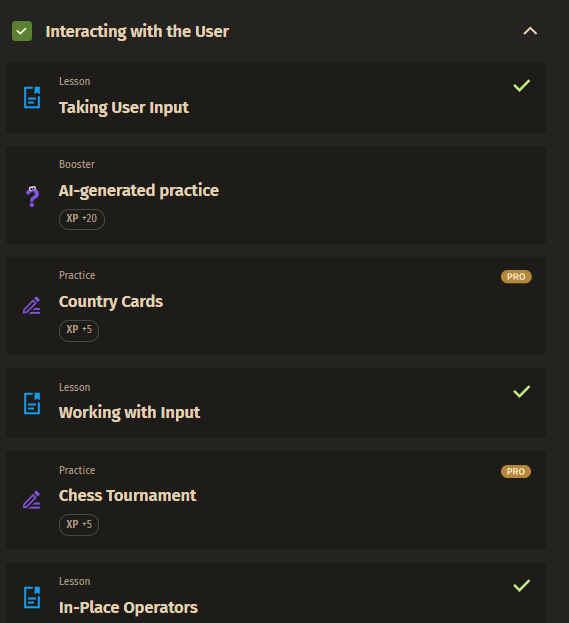 Interacting with the User
Lesson
Taking User Input
Booster
AI-generated practice
XP +20
Practice
PRO
Country Cards
XP +5
Lesson
Working with Input
Practice
PRO
Chess Tournament
XP +5
Lesson
In-Place Operators